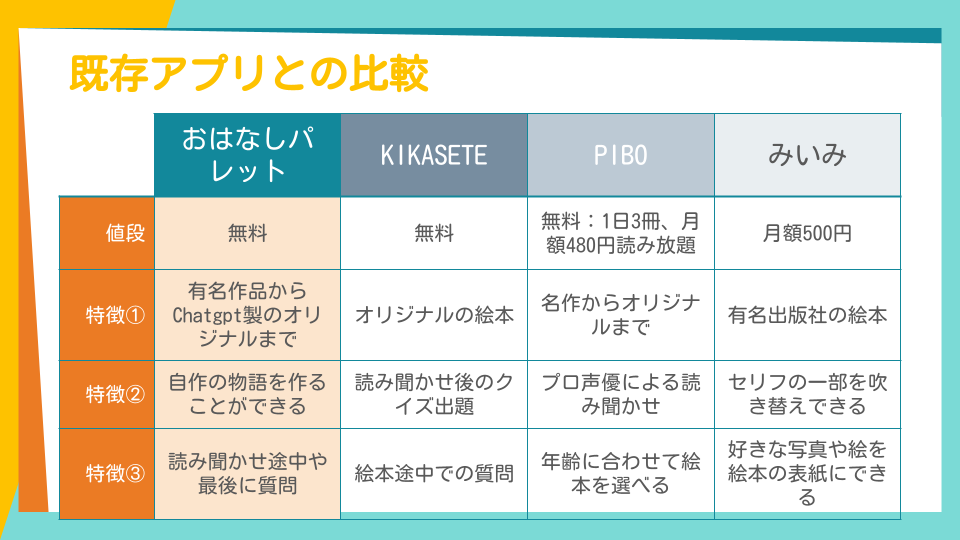 既存アプリとの比較
おはなしパ
レット
KIKASETE
PIBO
みいみ
値段
無料
無料
無料：1日3冊、月
額480円読み放題
月額500円
特徴①
有名作品から
Chatgpt製のオリ
ジナルまで
オリジナルの絵本
名作からオリジナ
ルまで
有名出版社の絵本
特徴②
自作の物語を作る
ことができる
読み聞かせ後のク
イズ出題
プロ声優による読
み聞かせ
セリフの一部を吹
き替えできる
特徴③
読み聞かせ途中や
最後に質問
絵本途中での質問
年齢に合わせて絵
本を選べる
好きな写真や絵を
絵本の表紙にでき
る